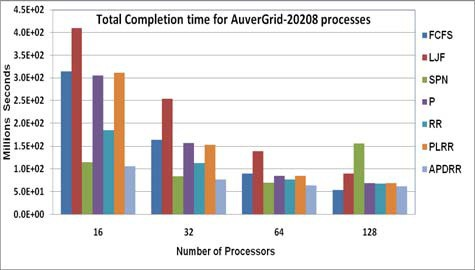 Total Completion time for AuverGrid-20208 processes
4.5E+02
4.0E+02
3.5E+02
3.0E+02
2.5E+02
2.0E+02
1.5E+02
1.0E+02
5.0E+01
0.0E+00
Millions Seconds
16
32
64
128
Number of Processors
FCFS
LJF
SPN
P
RR
PLRR
APDRR